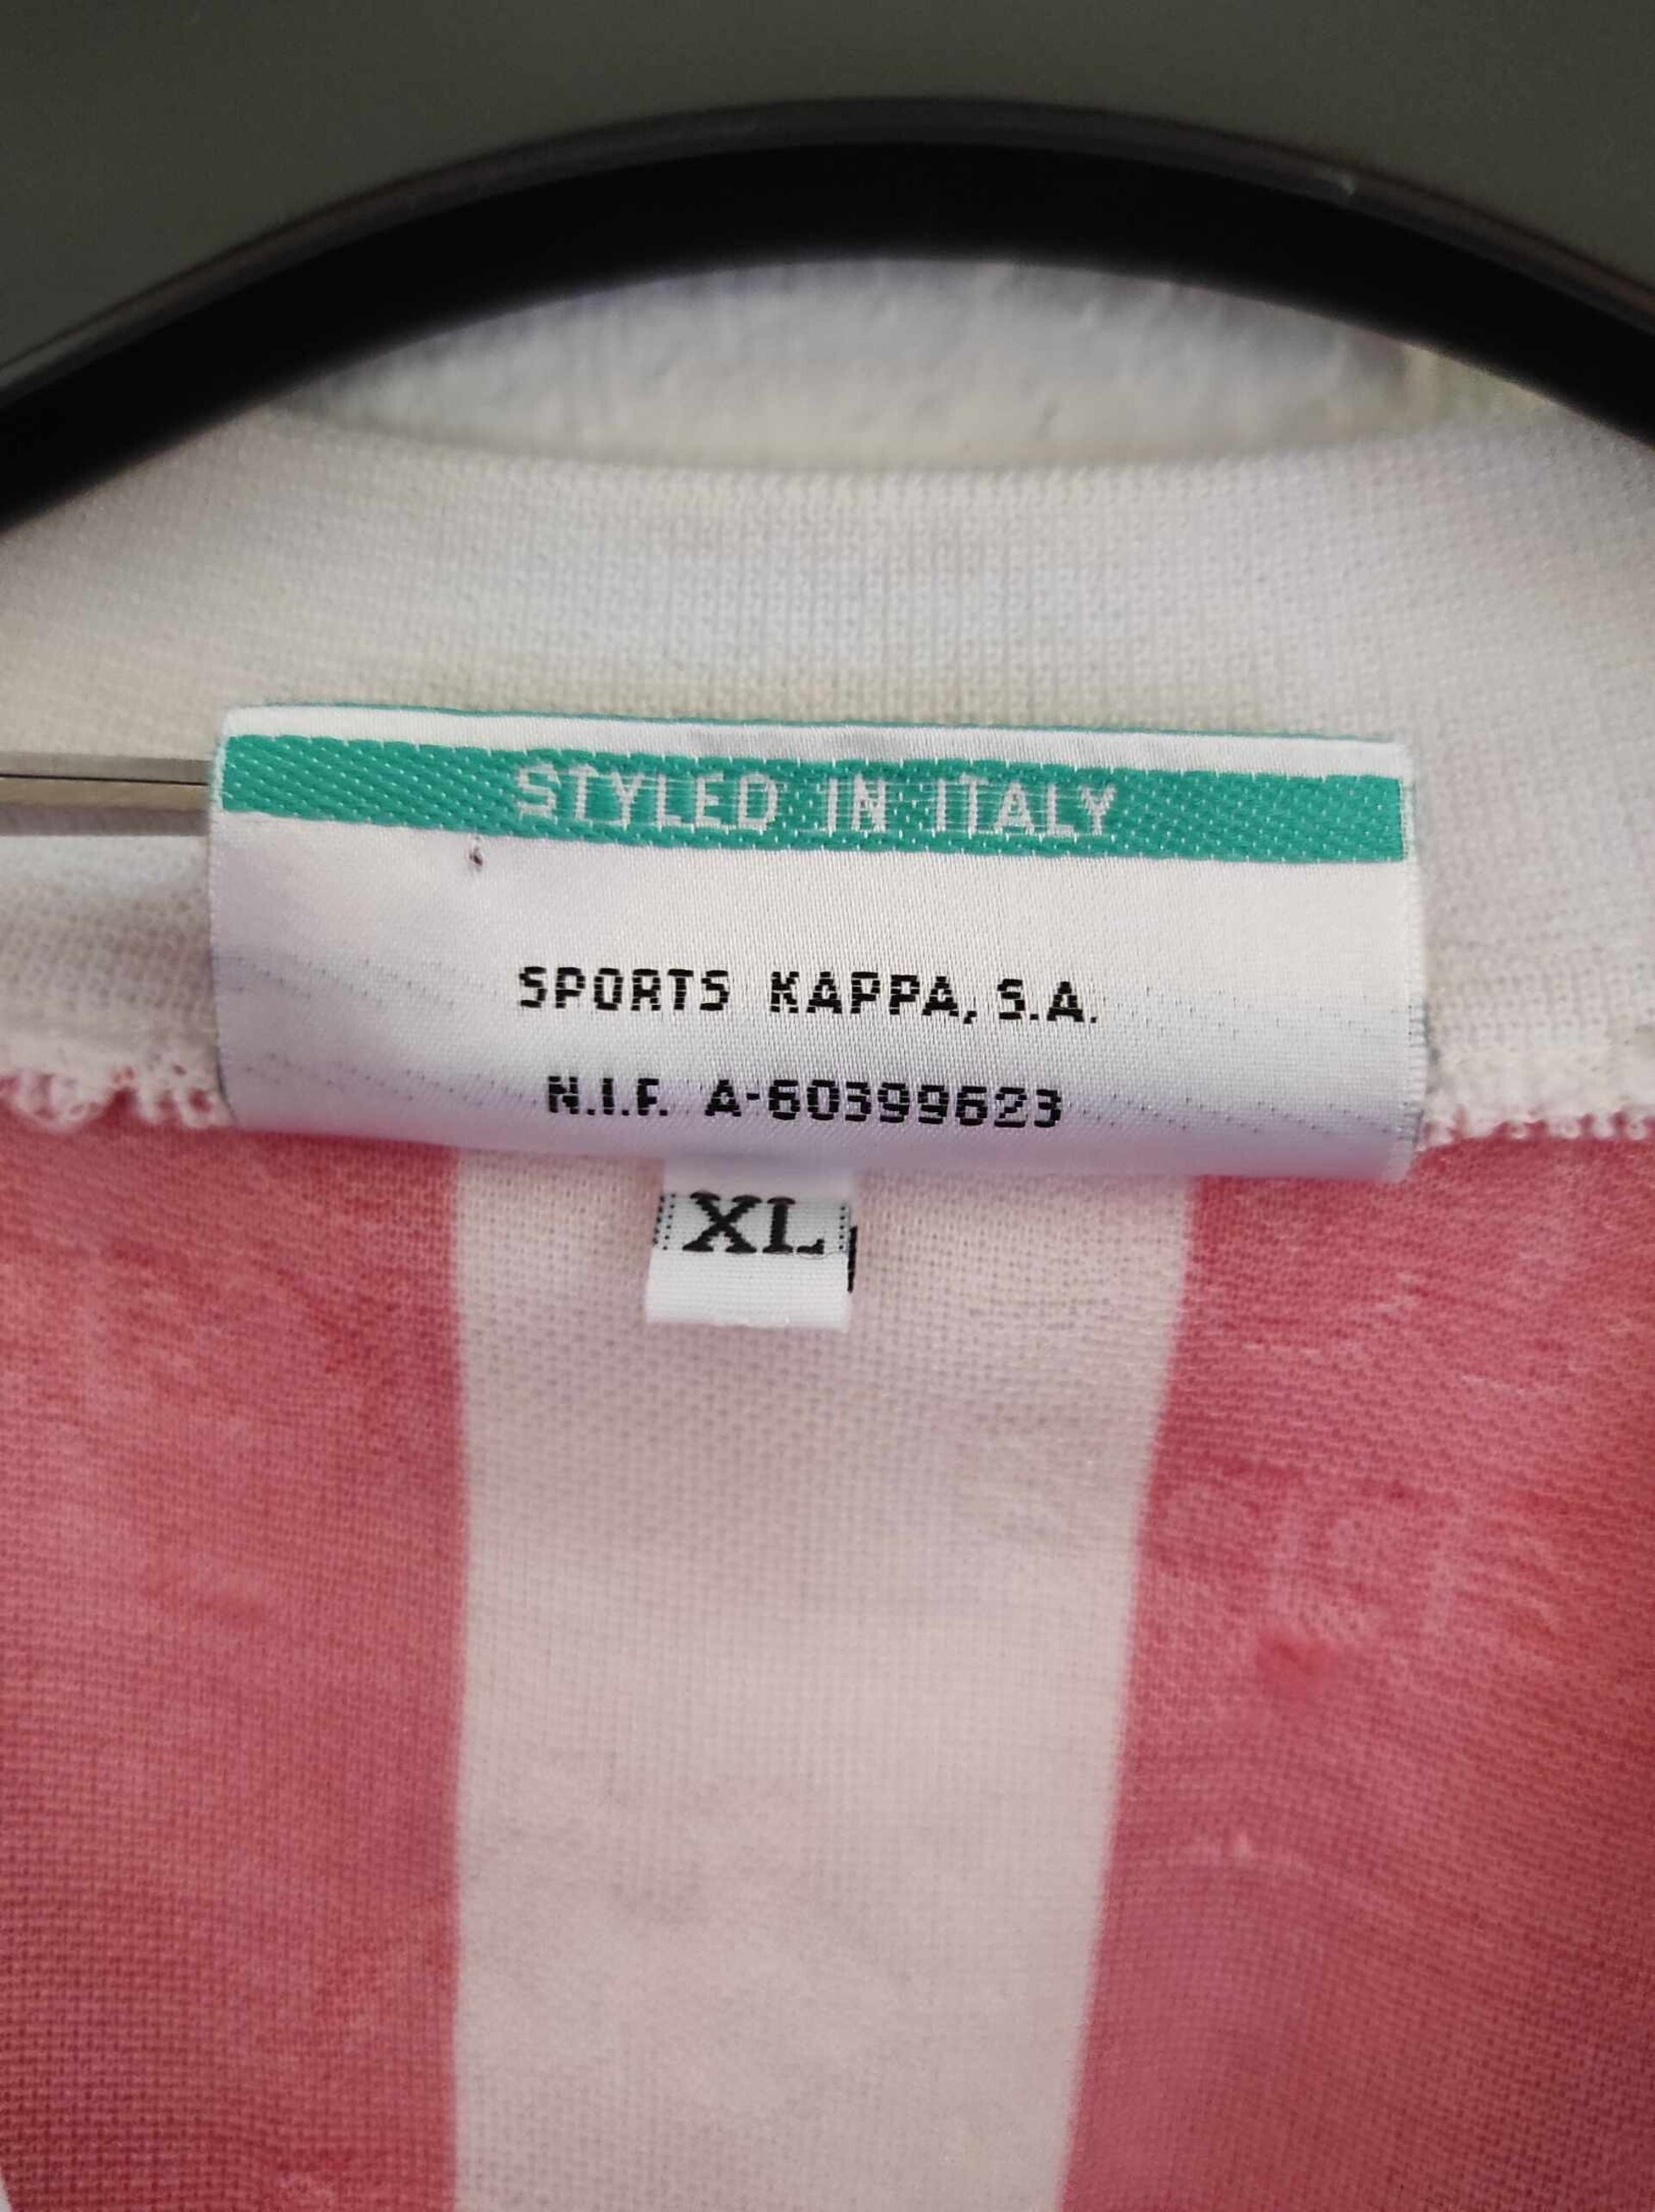 STYLED IN ITALY
SPORTS KAPPA, S.A.
N.I.F. A-60399623
XL